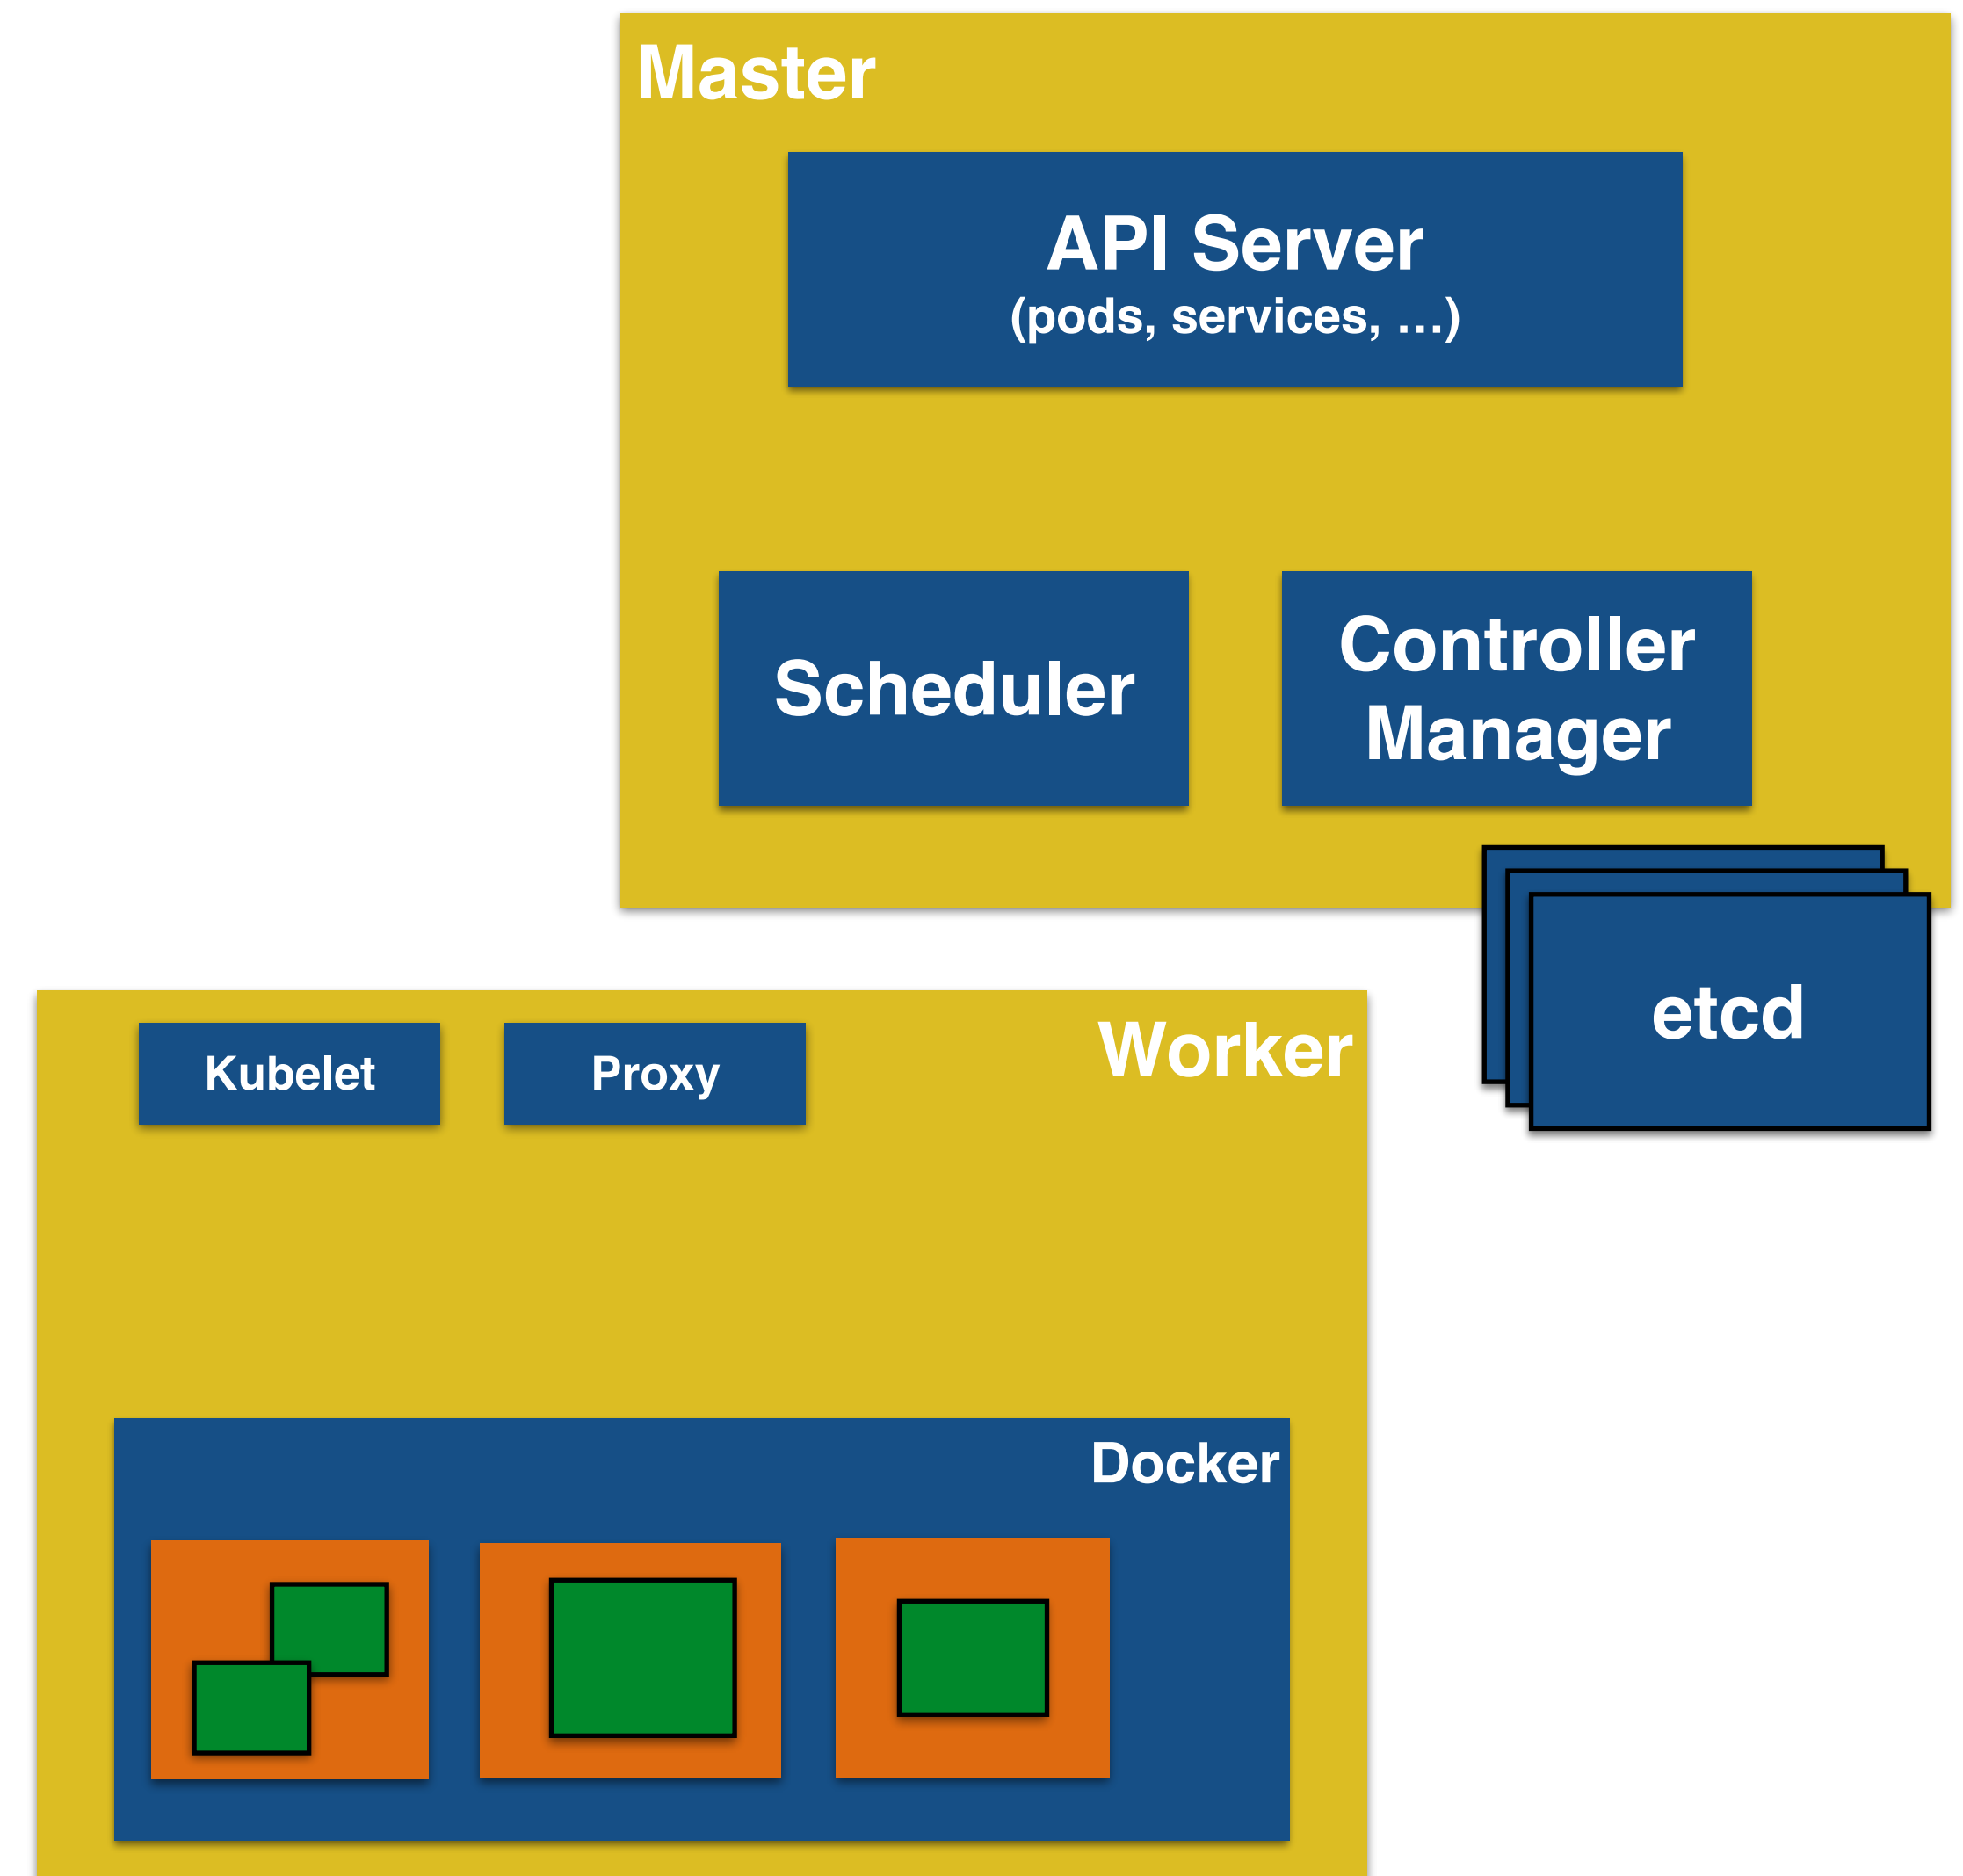 Master
API Server
(pods, services, …)
Scheduler
Controller
Manager
etcd
Worker
Kubelet
Proxy
Docker